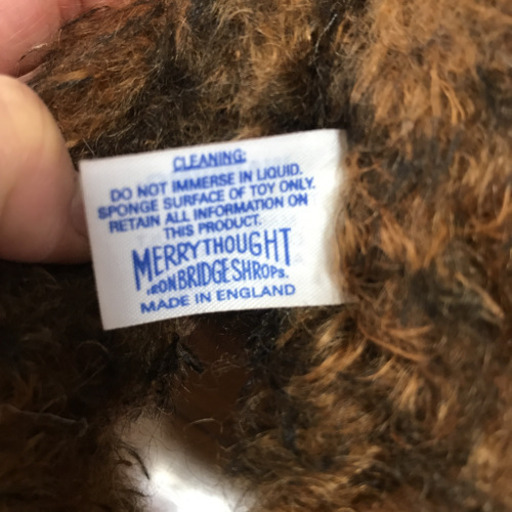 CLEANING:
DO NOT IMMERSE IN LIQUID.
SPONGE SURFACE OF TOY ONLY.
RETAIN ALL INFORMATION ON
THIS PRODUCT.
MERRYTHOUGHT
IRONBRIDGE SHROPS.
MADE IN ENGLAND